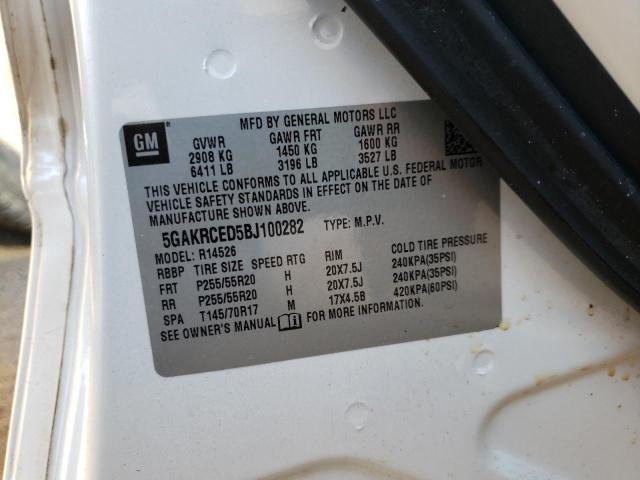 MFD BY GENERAL MOTORS LLC
GM
GVWR GAWR FRT GAWR RR
2908 KG 1450 KG 1600 KG
6411 LB 3196 LB 3527 LB
THIS VEHICLE CONFORMS TO ALL APPLICABLE U.S. FEDERAL MOTOR
VEHICLE SAFETY STANDARDS IN EFFECT ON THE DATE OF
MANUFACTURE SHOWN ABOVE.
5GAKRCED5BJ100282 TYPE: M.P.V.
MODEL: R14526
RBBP TIRE SIZE SPEED RTG RIM COLD TIRE PRESSURE
FRT P255/55R20 H 20X7.5J 240KPA(35PSI)
RR P255/55R20 H 20X7.5J 240KPA(35PSI)
SPA T145/70R17 M 17X4.5B 420KPA(60PSI)
SEE OWNER'S MANUAL